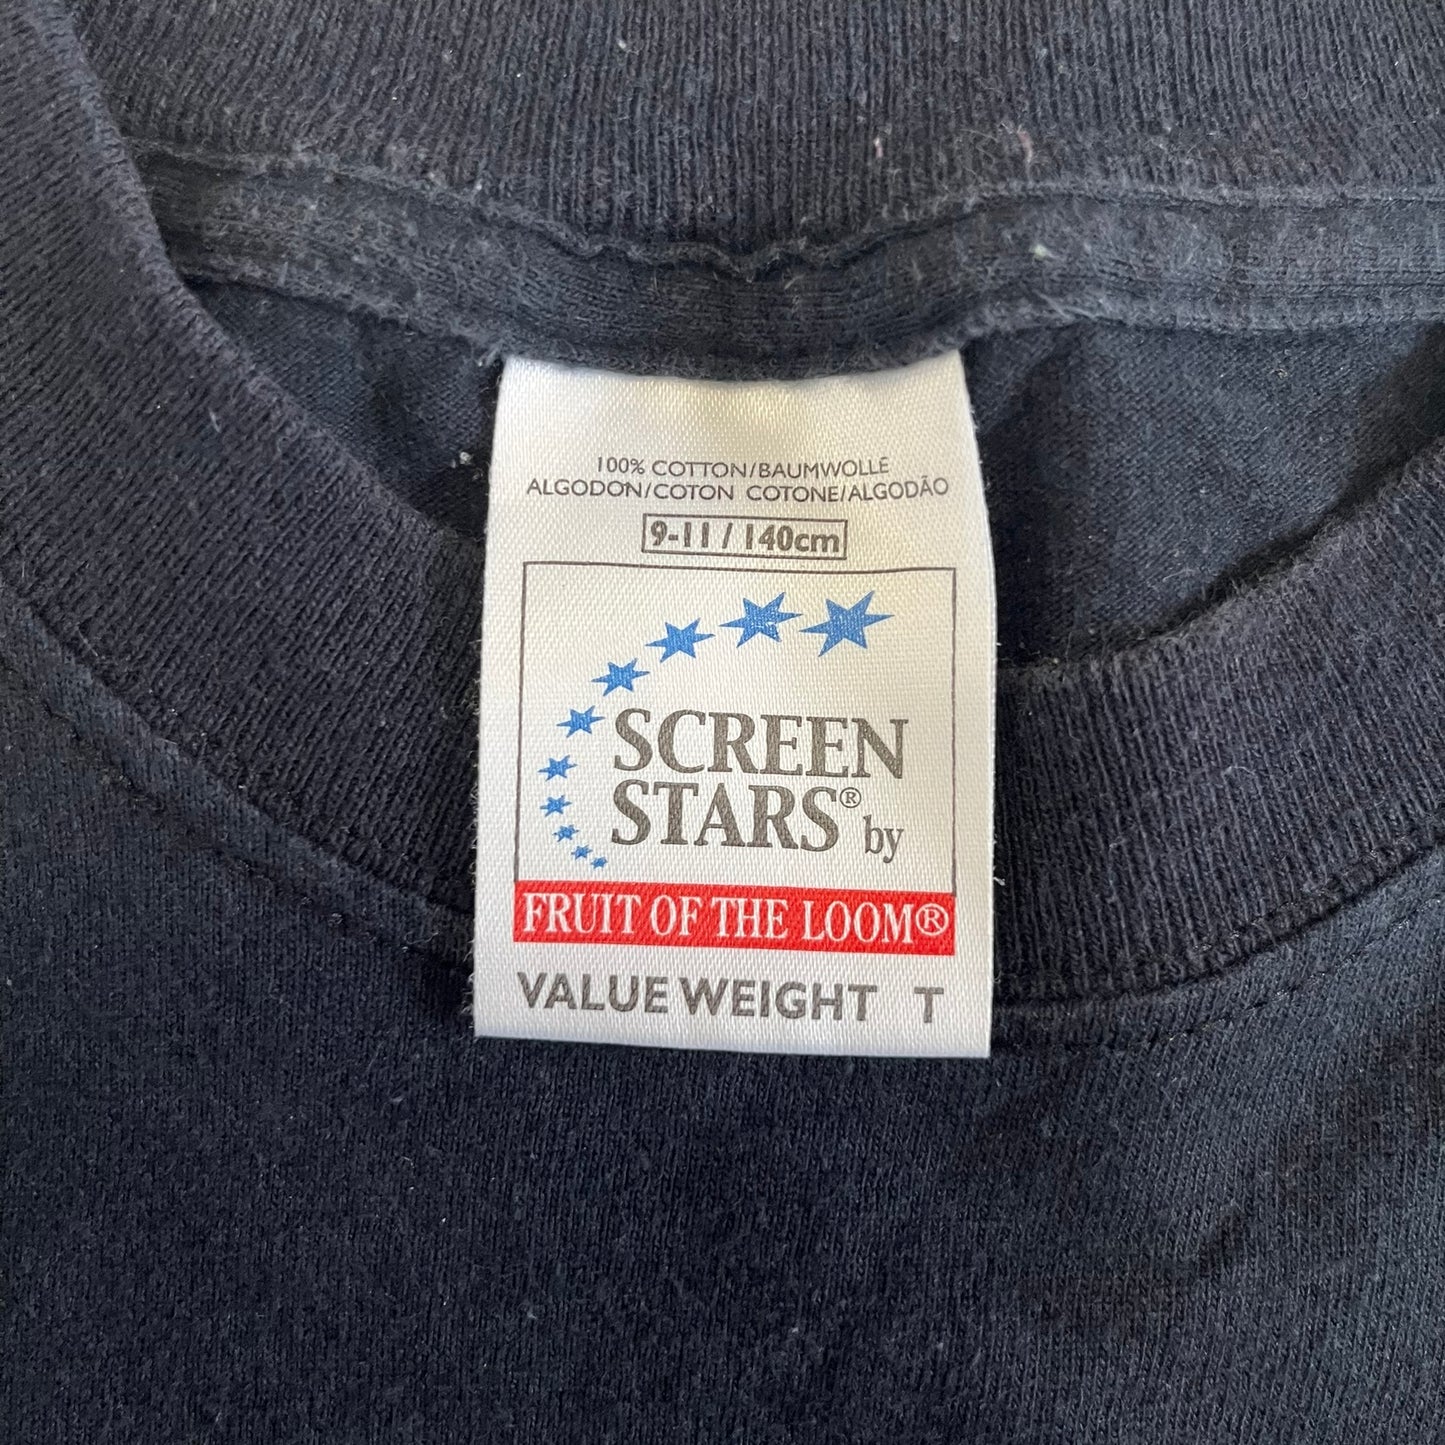 100% COTTON/BAUMWOLLE
ALGODON/COTON COTONE/ALGODÃO
9-11 / 140cm
SCREEN
STARS® by
FRUIT OF THE LOOM®
VALUE WEIGHT T